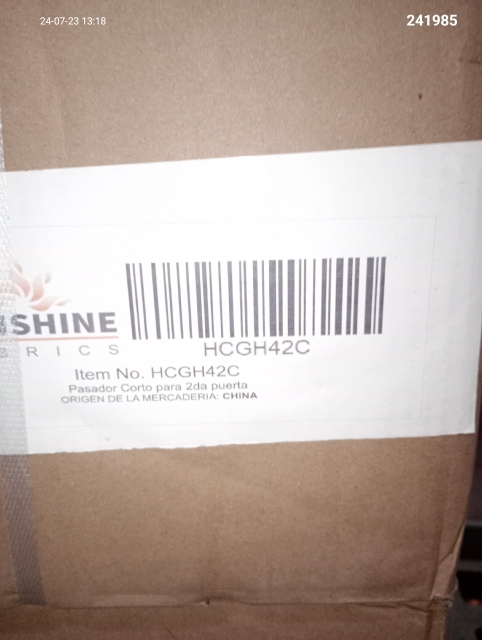 24-07-23 13:18
241985
SHINE
ERICS
HCGH42C
Item No. HCGH42C
Pasador Corto para 2da puerta
ORIGEN DE LA MERCADERIA: CHINA